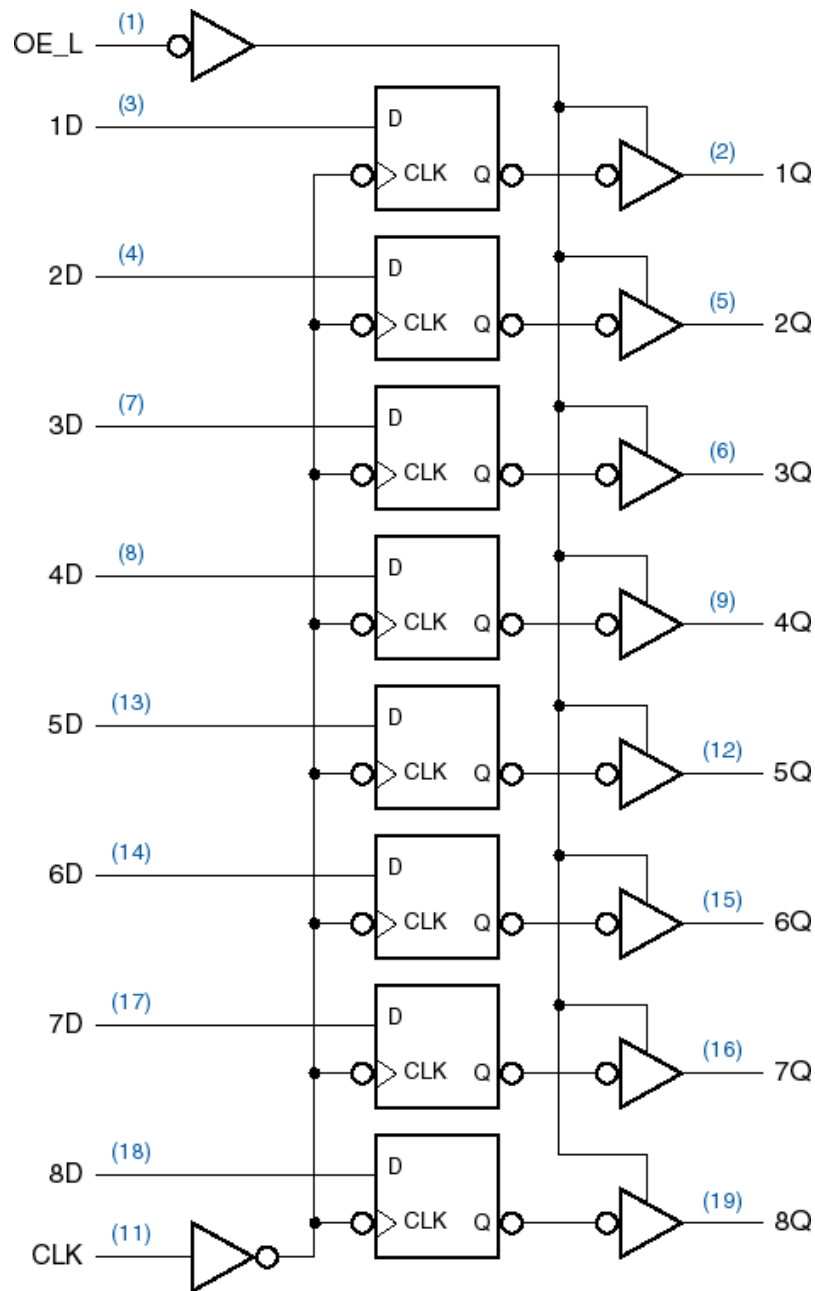 (1)
OE_L
(3)
1D
D
CLK Q
(2)
1Q
(4)
2D
D
CLK Q
(5)
2Q
(7)
3D
D
CLK Q
(6)
3Q
(8)
4D
D
CLK Q
(9)
4Q
(13)
5D
D
CLK Q
(12)
5Q
(14)
6D
D
CLK Q
(15)
6Q
(17)
7D
D
CLK Q
(16)
7Q
(18)
8D
D
CLK Q
(19)
8Q
(11)
CLK